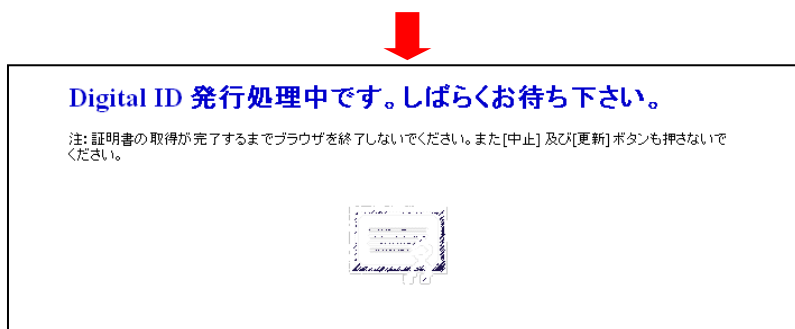 Digital ID 発行処理中です。しばらくお待ち下さい。
注: 証明書の取得が完了するまでブラウザを終了しないでください。また[中止] 及び[更新] ボタンも押さないで
ください。